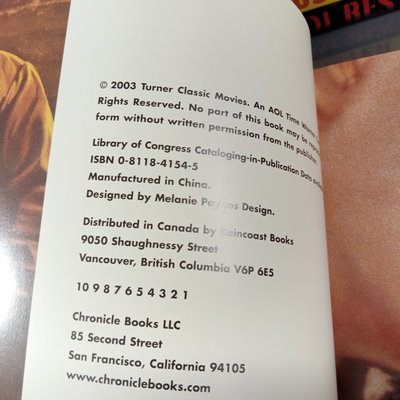 © 2003 Turner Classic Movies. An AOL Time Warner
Rights Reserved. No part of this book may be
form without written permission from the publisher.
Library of Congress Cataloging-in-Publication Data
ISBN 0-8118-4154-5
Manufactured in China.
Designed by Melanie Design.
Distributed in Canada by Raincoast Books
9050 Shaughnessy Street
Vancouver, British Columbia V6P 6E5
10 9 8 7 6 5 4 3 2 1
Chronicle Books LLC
85 Second Street
San Francisco, California 94105
www.chroniclebooks.com